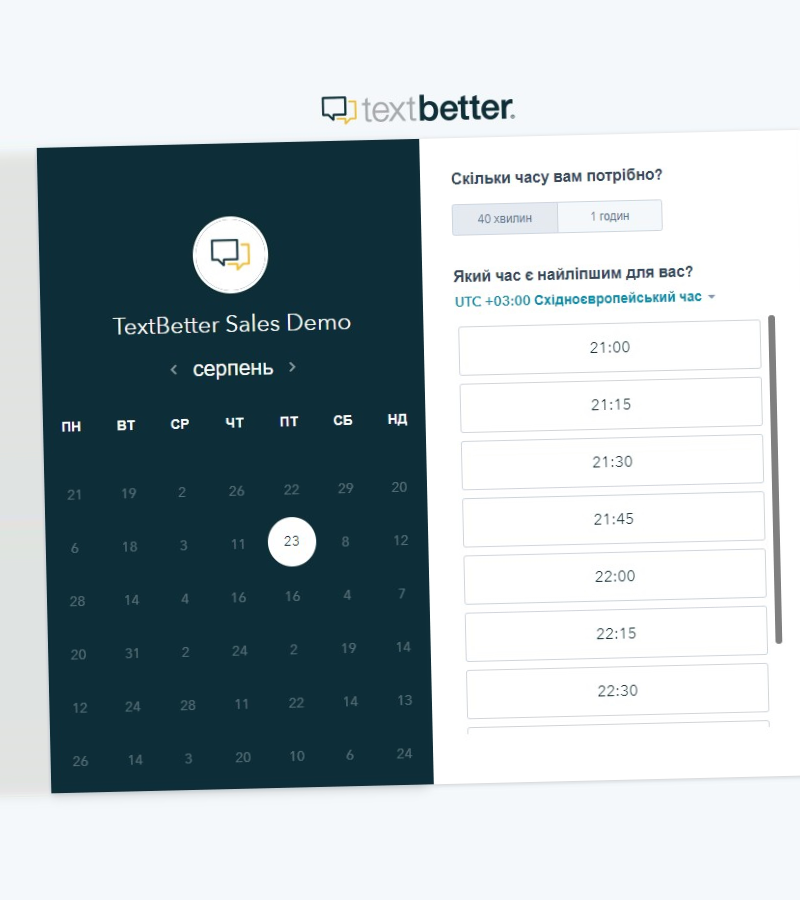 textbetter.
TextBetter Sales Demo
серпень
ПН ВТ СР ЧТ ПТ СБ НД
21 19 2 26 22 29 20
6 18 3 11 23 8 12
28 14 4 16 16 4 7
20 31 2 24 2 19 14
12 24 28 11 22 14 13
26 14 3 20 10 6 24
Скільки часу вам потрібно?
40 хвилин 1 годин
Який час є найліпшим для вас?
UTC +03:00 Східноєвропейський час
21:00
21:15
21:30
21:45
22:00
22:15
22:30